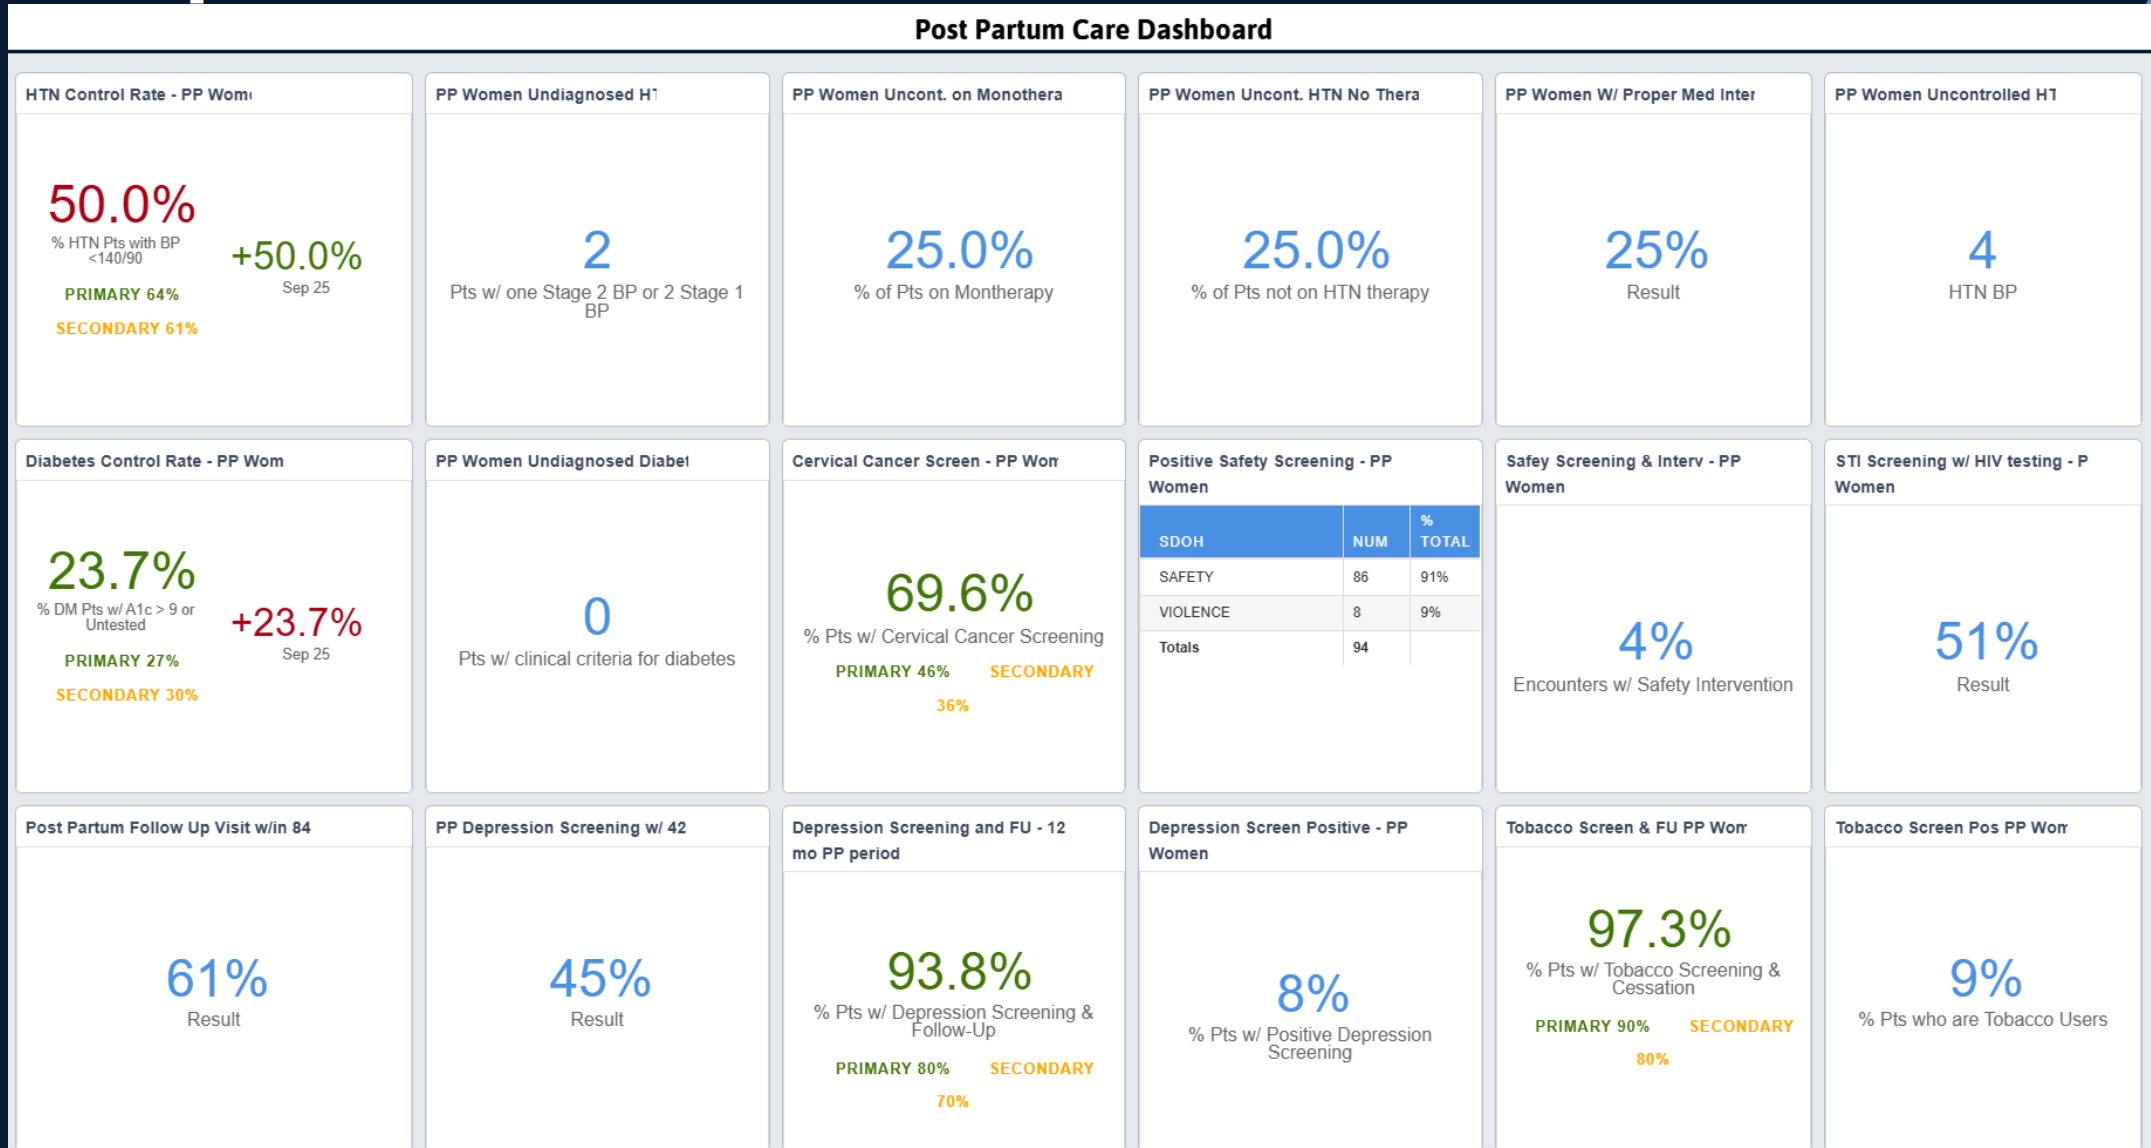 Post Partum Care Dashboard
HTN Control Rate - PP Wom
50.0%
% HTN Pts with BP
<140/90
PRIMARY 64%
SECONDARY 61%
+50.0%
Sep 25
PP Women Undiagnosed HT
2
Pts w/ one Stage 2 BP or 2 Stage 1
BP
PP Women Uncont. on Monothera
25.0%
% of Pts on Montherapy
PP Women Uncont. HTN No Thera
25.0%
% of Pts not on HTN therapy
PP Women W/ Proper Med Inter
25%
Result
PP Women Uncontrolled HT
4
HTN BP
Diabetes Control Rate - PP Wom
23.7%
% DM Pts w/ A1c > 9 or
Untested
PRIMARY 27%
SECONDARY 30%
+23.7%
Sep 25
PP Women Undiagnosed Diabet
0
Pts w/ clinical criteria for diabetes
Cervical Cancer Screen - PP Wom
69.6%
% Pts w/ Cervical Cancer Screening
PRIMARY 46% SECONDARY
36%
Positive Safety Screening - PP
Women
SDOH NUM % TOTAL
SAFETY 86 91%
VIOLENCE 8 9%
Totals 94
Safey Screening & Interv - PP
Women
4%
Encounters w/ Safety Intervention
STI Screening w/ HIV testing - P
Women
51%
Result
Post Partum Follow Up Visit w/in 84
61%
Result
PP Depression Screening w/ 42
45%
Result
Depression Screening and FU - 12
mo PP period
93.8%
% Pts w/ Depression Screening &
Follow-Up
PRIMARY 80% SECONDARY
70%
Depression Screen Positive - PP
Women
8%
% Pts w/ Positive Depression
Screening
Tobacco Screen & FU PP Wom
97.3%
% Pts w/ Tobacco Screening &
Cessation
PRIMARY 90% SECONDARY
80%
Tobacco Screen Pos PP Wom
9%
% Pts who are Tobacco Users